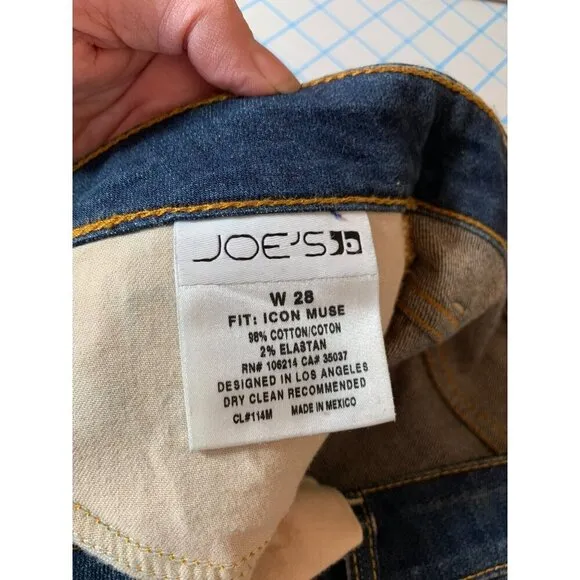 JOE'S
W 28
FIT: ICON MUSE
98% COTTON/COTON
2% ELASTAN
RN# 106214 CA# 35037
DESIGNED IN LOS ANGELES
DRY CLEAN RECOMMENDED
CL#114M MADE IN MEXICO